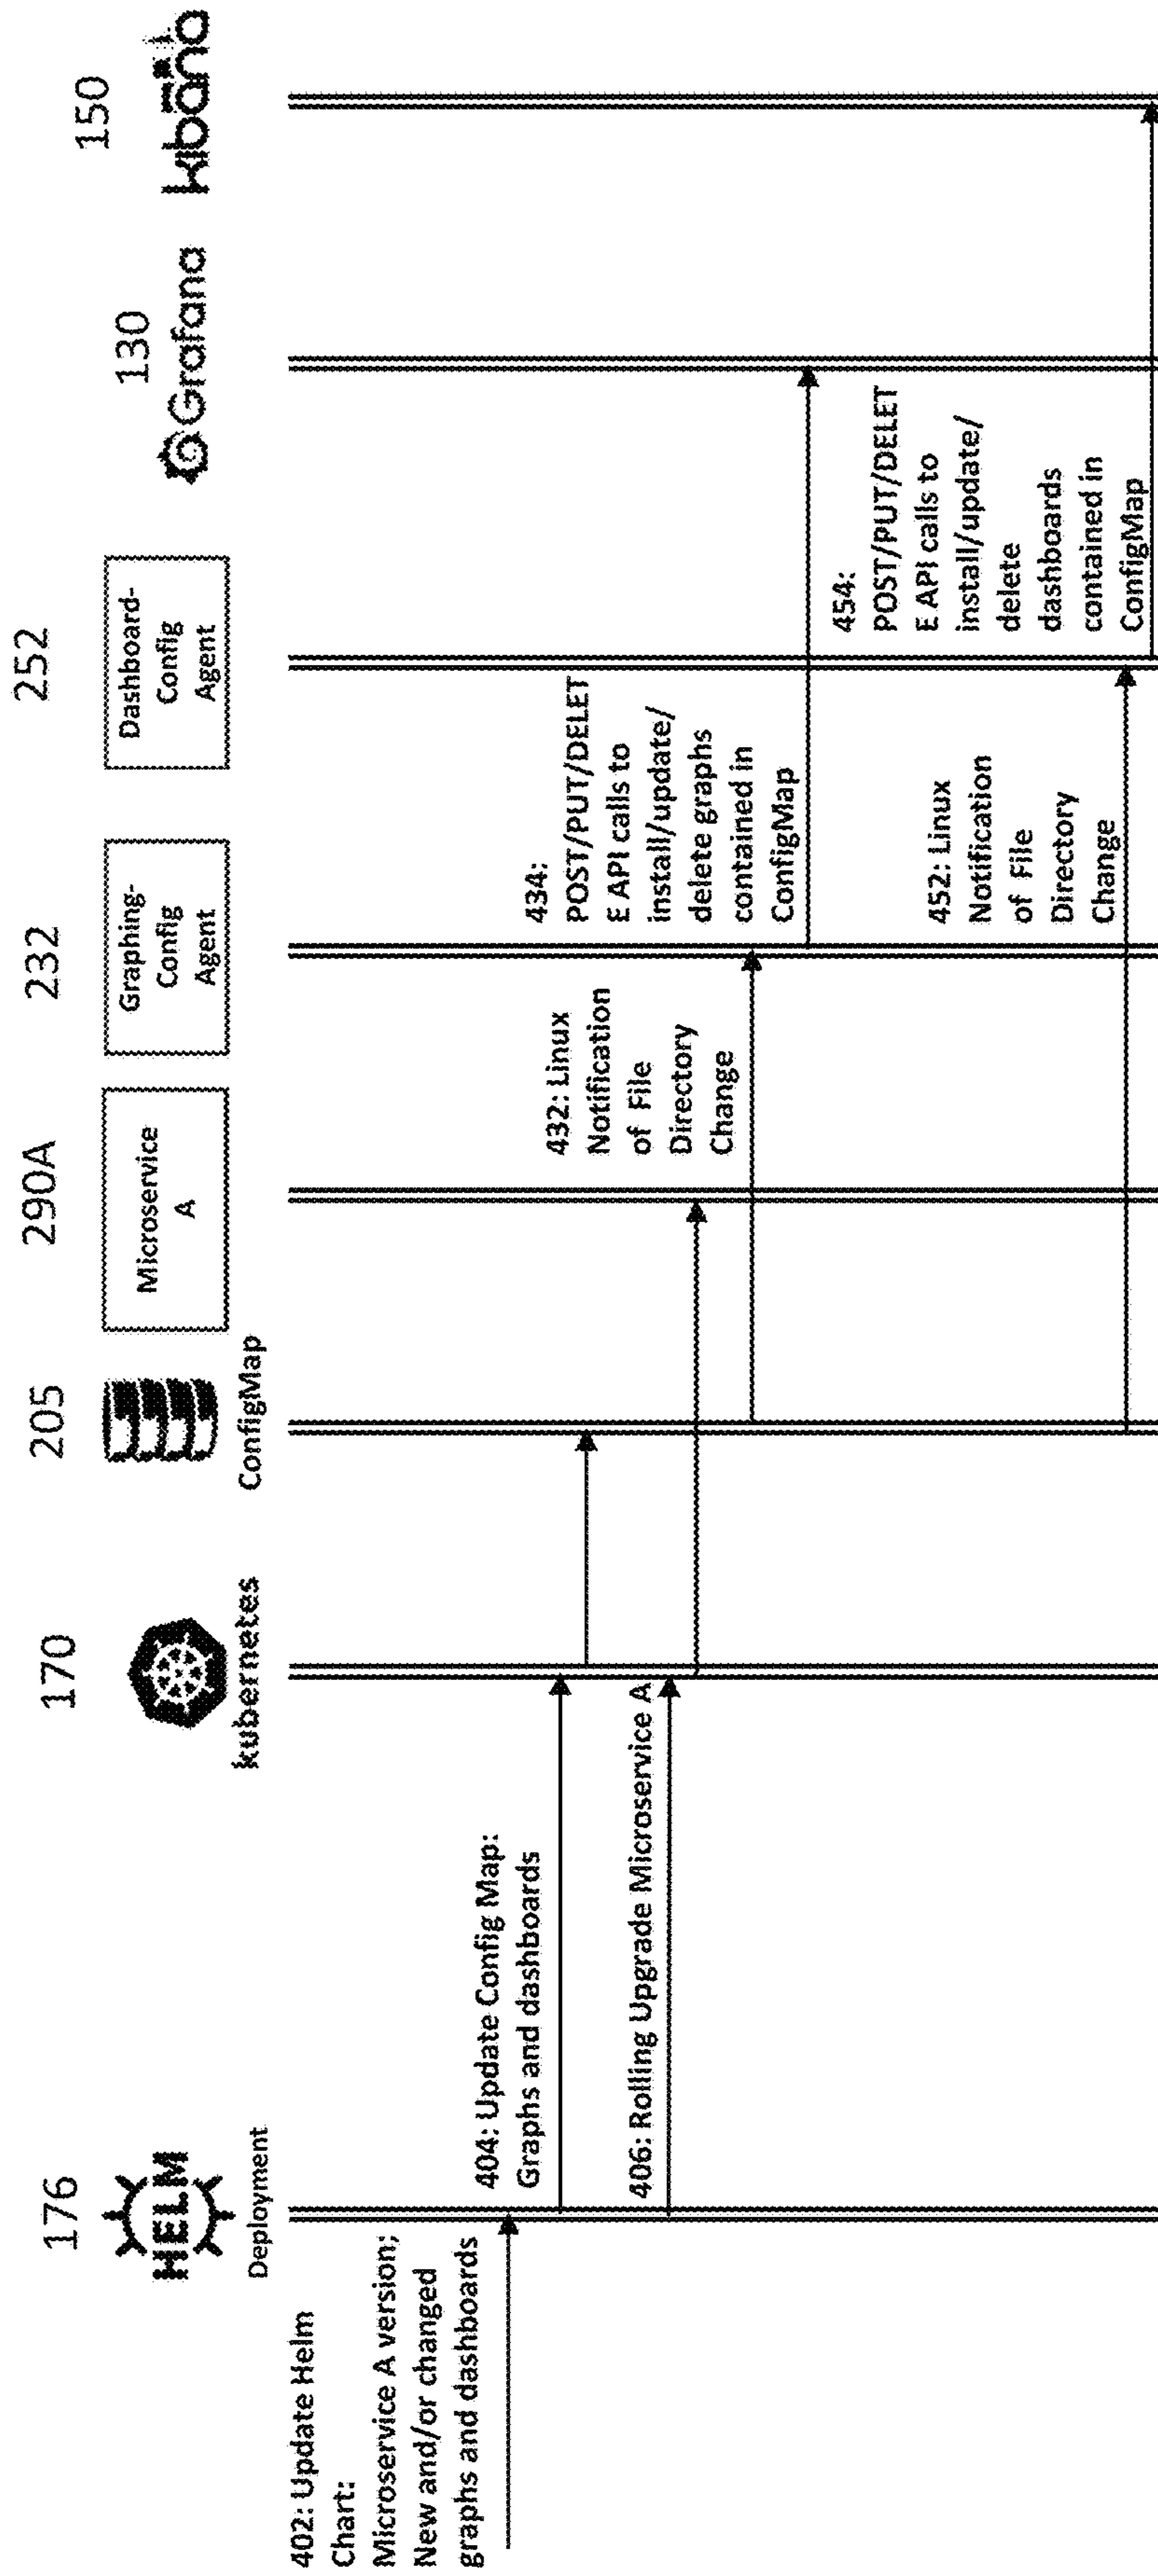 176
HELM
Deployment
170
kubernetes
205
ConfigMap
290A
Microservice
A
232
Graphing-
Config
Agent
252
Dashboard-
Config
Agent
130
Grafana
150
kibana
402: Update Helm
Chart:
Microservice A version;
New and/or changed
graphs and dashboards
404: Update Config Map:
Graphs and dashboards
406: Rolling Upgrade Microservice A
432: Linux
Notification
of File
Directory
Change
434:
POST/PUT/DELET
E API calls to
install/update/
delete graphs
contained in
ConfigMap
452: Linux
Notification
of File
Directory
Change
454:
POST/PUT/DELET
E API calls to
install/update/
delete
dashboards
contained in
ConfigMap